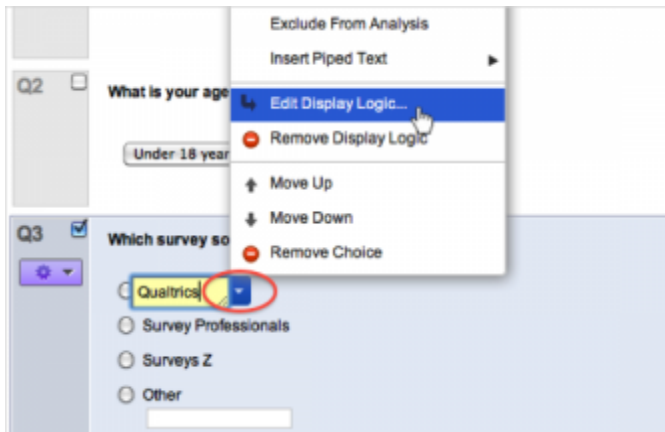 Exclude From Analysis
Insert Piped Text
Q2
What is your age
Edit Display Logic...
Remove Display Logic
Under 18 year
Move Up
Move Down
Q3
Which survey so
Remove Choice
Qualtrics
Survey Professionals
Surveys Z
Other